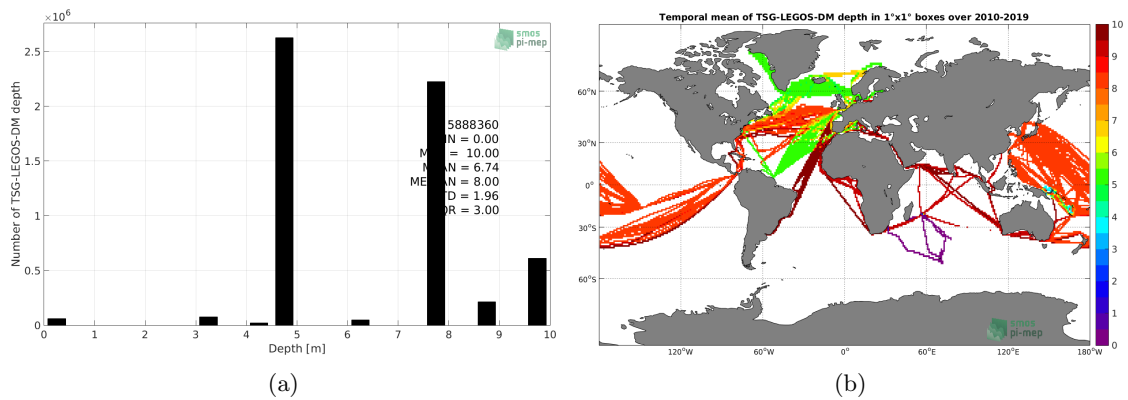 ×10⁶
2.5
2
1.5
1
0.5
0
Number of TSG-LEGOS-DM depth
smos
pi-mep
5888360
= 0.00
= 10.00
= 6.74
= 8.00
= 1.96
= 3.00
0 1 2 3 4 5 6 7 8 9 10
Depth [m]
(a)
Temporal mean of TSG-LEGOS-DM depth in 1°x1° boxes over 2010-2019
60°N
30°N
0°
30°S
60°S
120°W 60°W 0° 60°E 120°E 180°W
smos
pi-mep
10
9
8
7
6
5
4
3
2
1
0
(b)